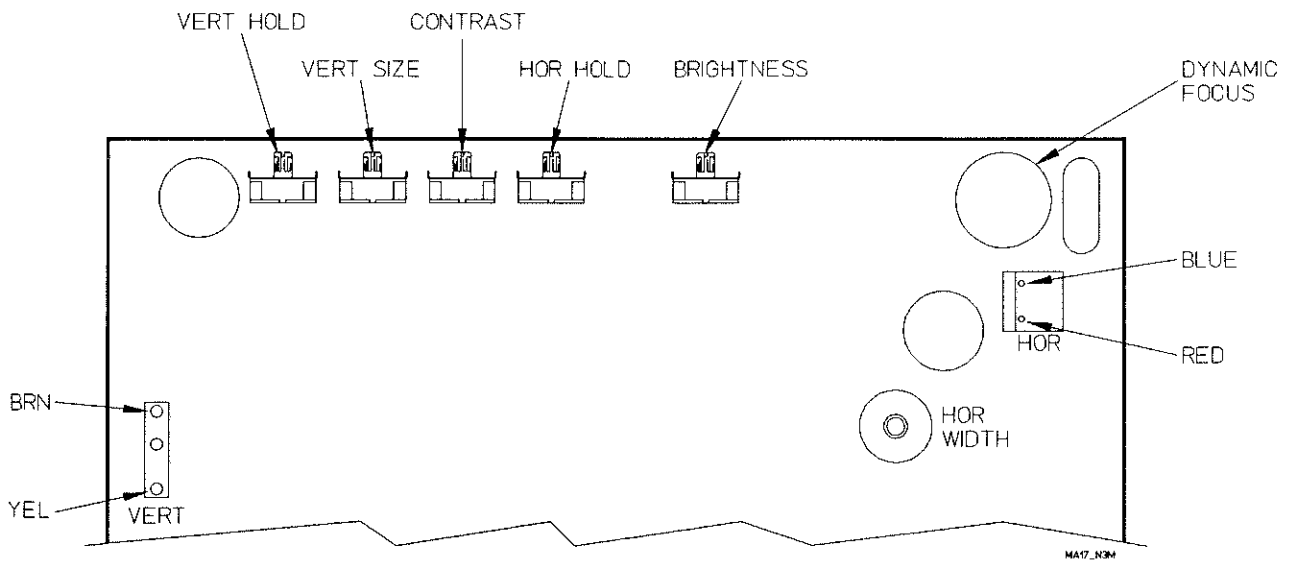 VERT HOLD
CONTRAST
VERT SIZE
HOR HOLD
BRIGHTNESS
DYNAMIC
FOCUS
BLUE
HOR
RED
BRN
HOR
WIDTH
YEL
VERT
MA17_N3M